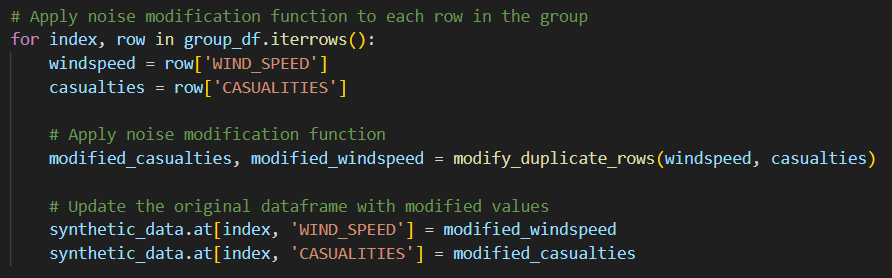 # Apply noise modification function to each row in the group
for index, row in group_df.iterrows():
    windspeed = row['WIND_SPEED']
    casualties = row['CASUALITIES']

    # Apply noise modification function
    modified_casualties, modified_windspeed = modify_duplicate_rows(windspeed, casualties)

    # Update the original dataframe with modified values
    synthetic_data.at[index, 'WIND_SPEED'] = modified_windspeed
    synthetic_data.at[index, 'CASUALITIES'] = modified_casualties